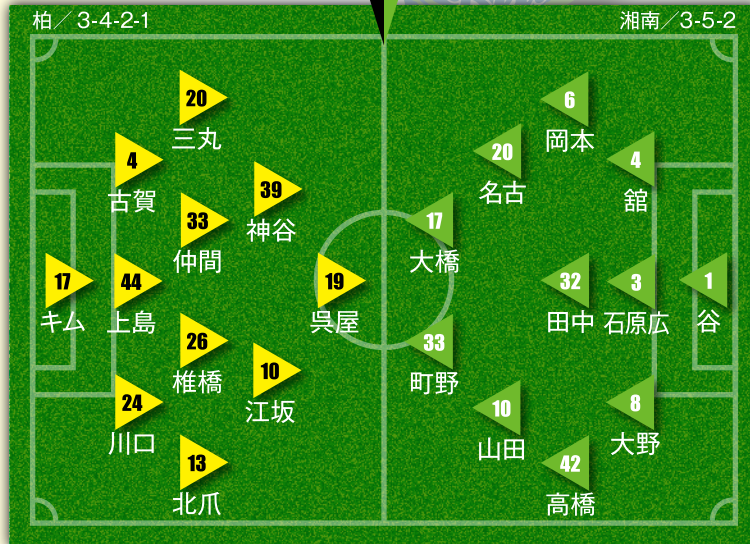 柏／3-4-2-1
湘南／3-5-2
20
三丸
4
古賀
39
神谷
33
仲間
17
キム
44
上島
19
呉屋
26
椎橋
10
江坂
24
川口
13
北爪
6
岡本
20
名古
4
舘
17
大橋
32
田中
3
石原広
1
谷
33
町野
10
山田
8
大野
42
高橋